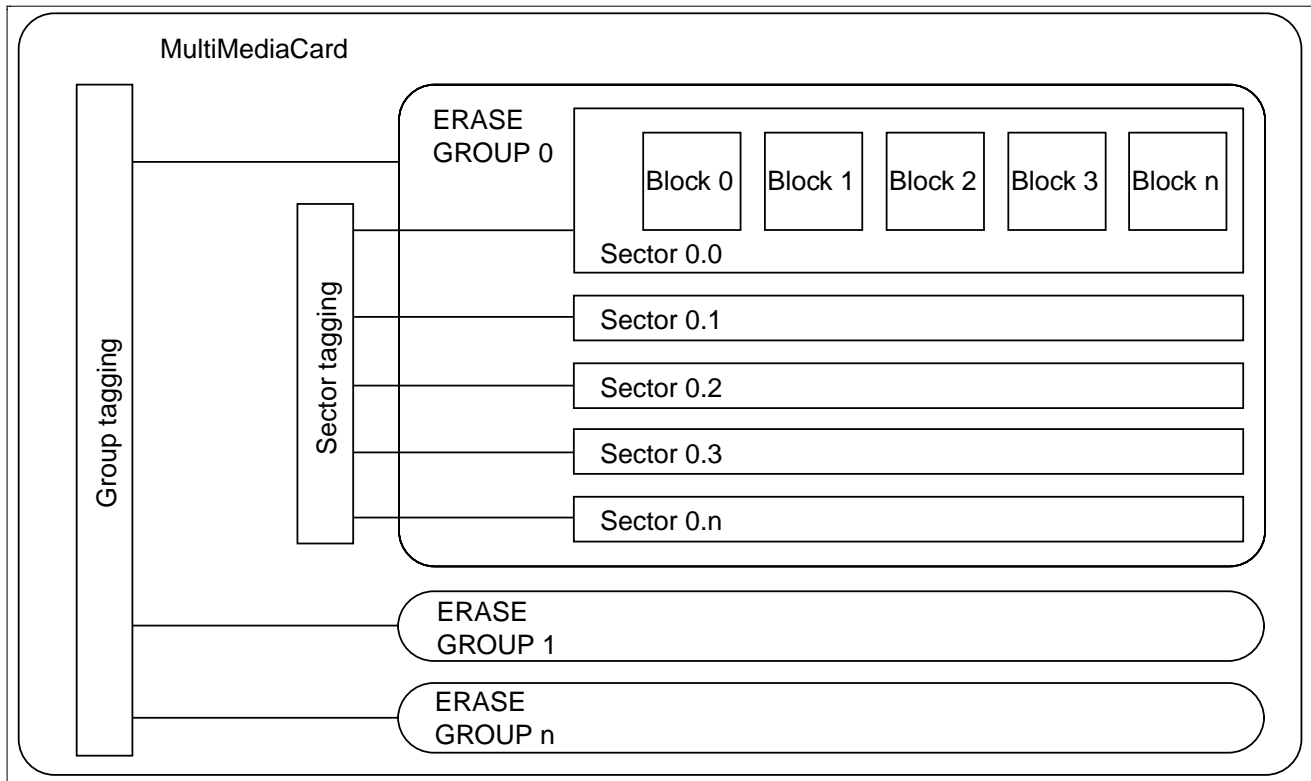 MultiMediaCard
Group tagging
Sector tagging
ERASE
GROUP 0
Block 0
Block 1
Block 2
Block 3
Block n
Sector 0.0
Sector 0.1
Sector 0.2
Sector 0.3
Sector 0.n
ERASE
GROUP 1
ERASE
GROUP n